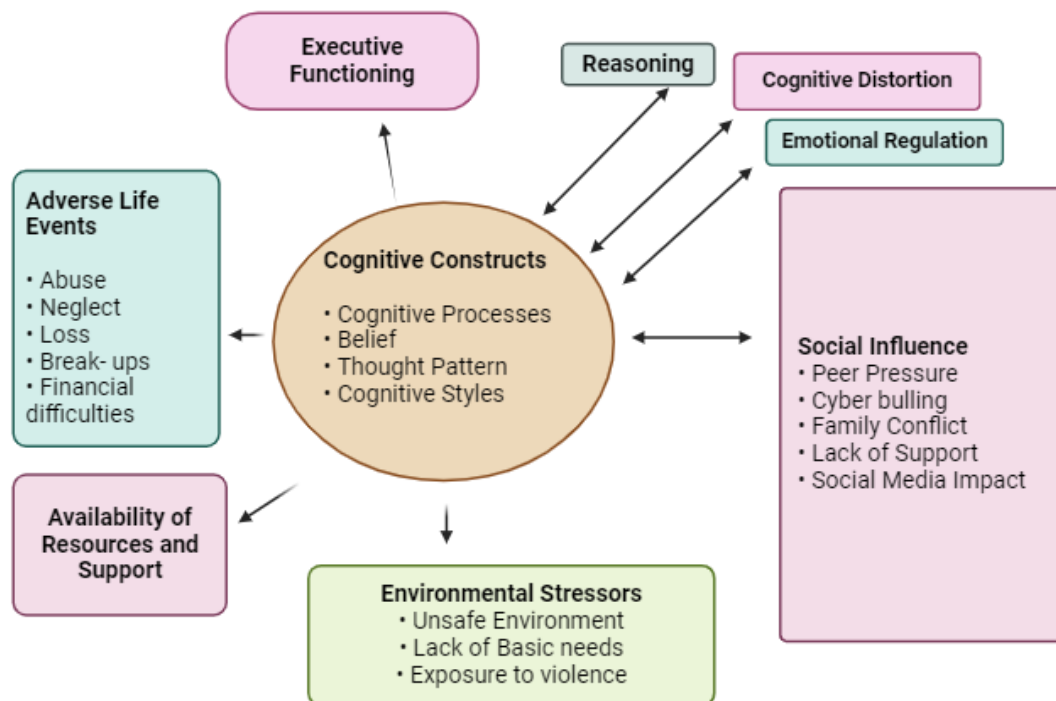 Executive
Functioning
Reasoning
Cognitive Distortion
Emotional Regulation
Adverse Life
Events
• Abuse
• Neglect
• Loss
• Break- ups
• Financial
difficulties
Cognitive Constructs
• Cognitive Processes
• Belief
• Thought Pattern
• Cognitive Styles
Social Influence
• Peer Pressure
• Cyber bulling
• Family Conflict
• Lack of Support
• Social Media Impact
Availability of
Resources and
Support
Environmental Stressors
• Unsafe Environment
• Lack of Basic needs
• Exposure to violence